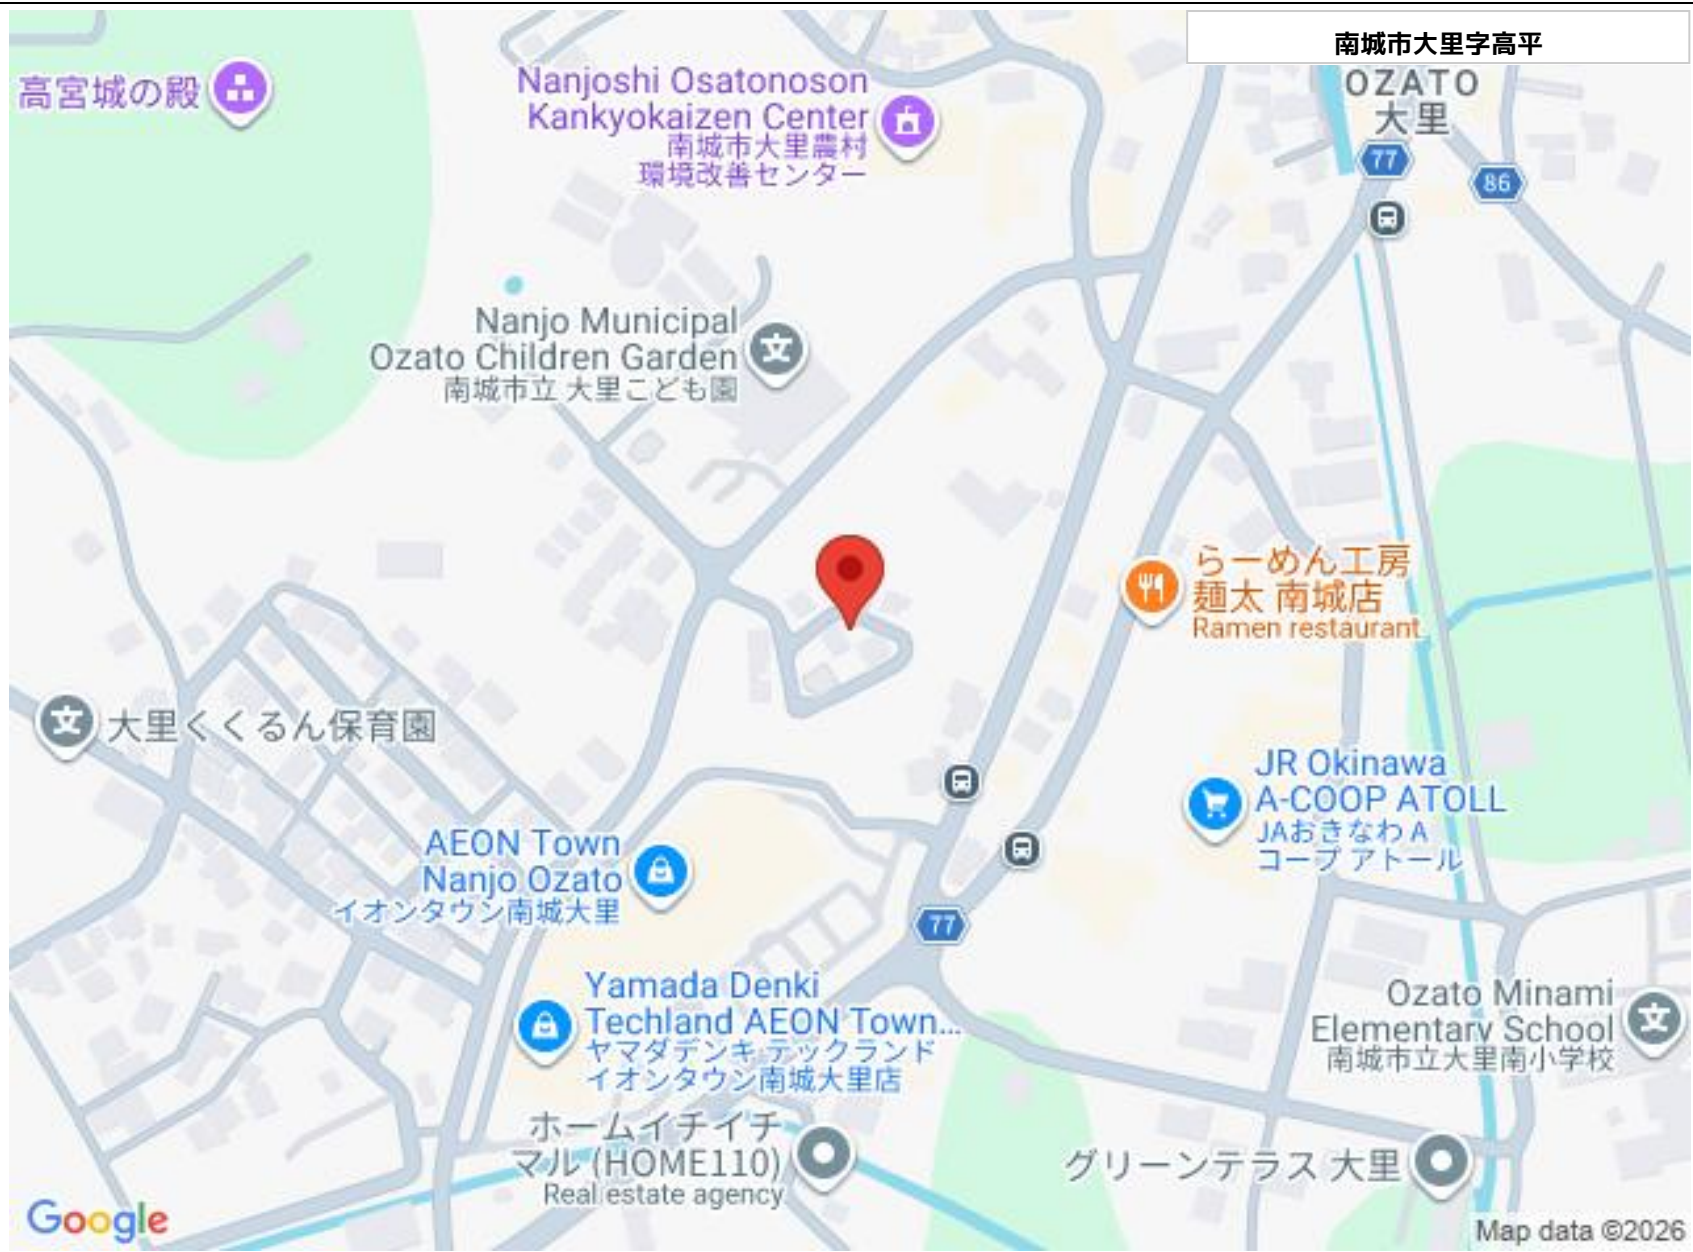 南城市大里字高平
OZATO
大里
77
86
高宮城の殿
Nanjoshi Osatonoson
Kankyokaizen Center
南城市大里農村
環境改善センター
Nanjo Municipal
Ozato Children Garden
南城市立 大里こども園
らーめん工房
麺太 南城店
Ramen restaurant
大里くくるん保育園
JR Okinawa
A-COOP ATOLL
JAおきなわ A
コープ アトール
AEON Town
Nanjo Ozato
イオンタウン南城大里
77
Yamada Denki
Techland AEON Town...
ヤマダデンキ テックランド
イオンタウン南城大里店
Ozato Minami
Elementary School
南城市立大里南小学校
ホームイチイチ
マル (HOME110)
Real estate agency
グリーンテラス 大里
Google
Map data ©2026